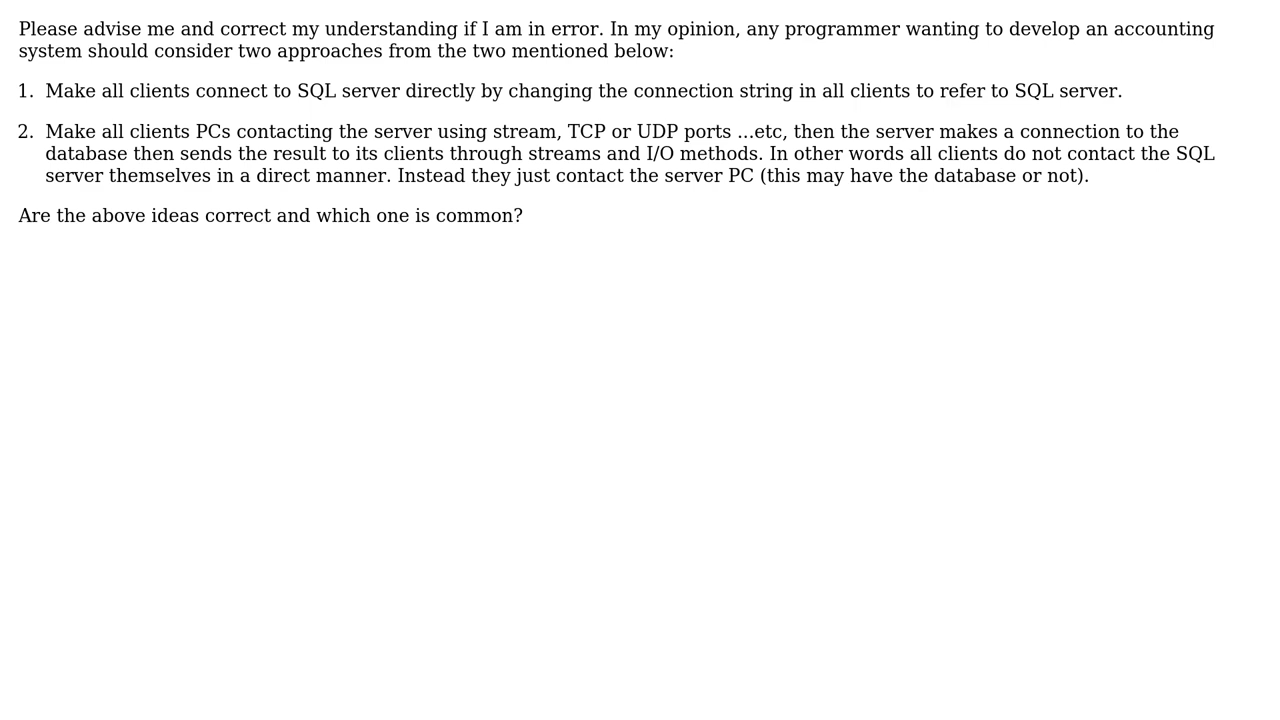 Please advise me and correct my understanding if I am in error. In my opinion, any programmer wanting to develop an accounting
system should consider two approaches from the two mentioned below:
1. Make all clients connect to SQL server directly by changing the connection string in all clients to refer to SQL server.
2. Make all clients PCs contacting the server using stream, TCP or UDP ports ...etc, then the server makes a connection to the
database then sends the result to its clients through streams and I/O methods. In other words all clients do not contact the SQL
server themselves in a direct manner. Instead they just contact the server PC (this may have the database or not).
Are the above ideas correct and which one is common?